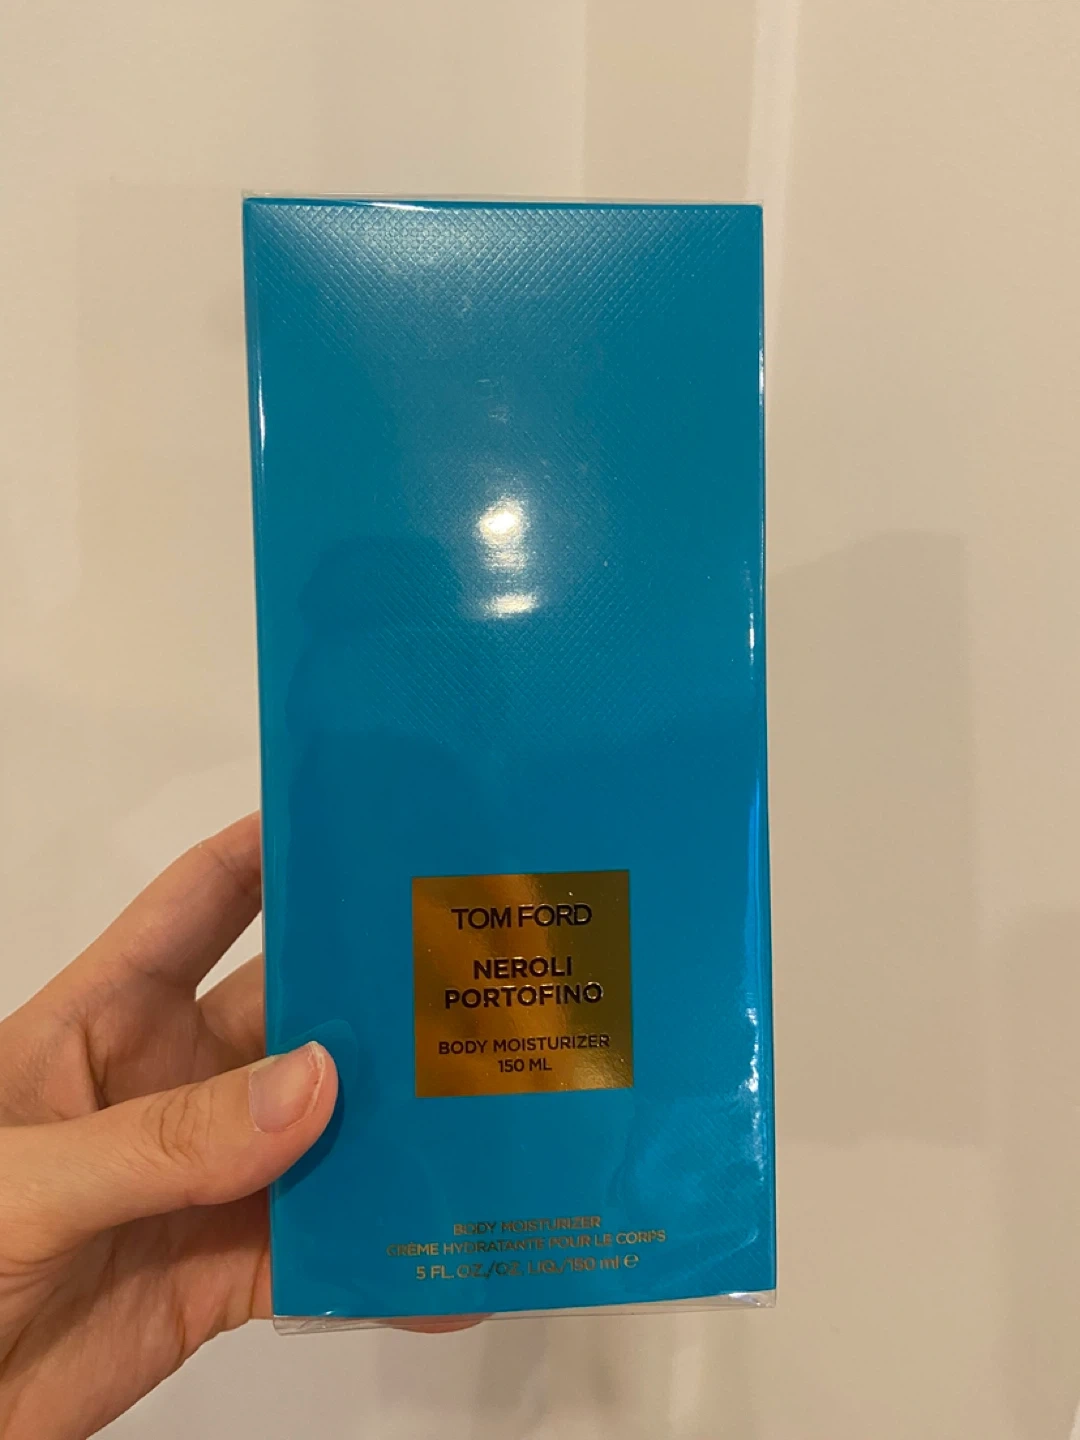 TOM FORD
NEROLI
PORTOFINO
BODY MOISTURIZER
150 ML
BODY MOISTURIZER
CRÈME HYDRATANTE POUR LE CORPS
5 FL. OZ./OZ. LIQ./150 ml ℮